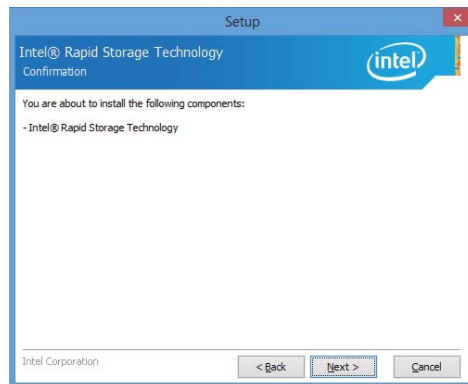 Setup
Intel® Rapid Storage Technology
Confirmation
intel
You are about to install the following components:
- Intel® Rapid Storage Technology
Intel Corporation
< Back
Next >
Cancel